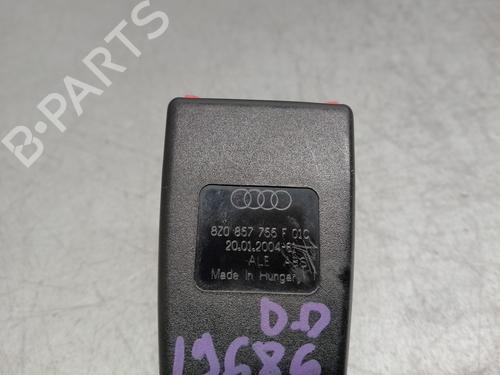 B-PARTS
8Z0 857 755 F 01C
20.01.2004
ALE
Made in Hungary
D.D
19686